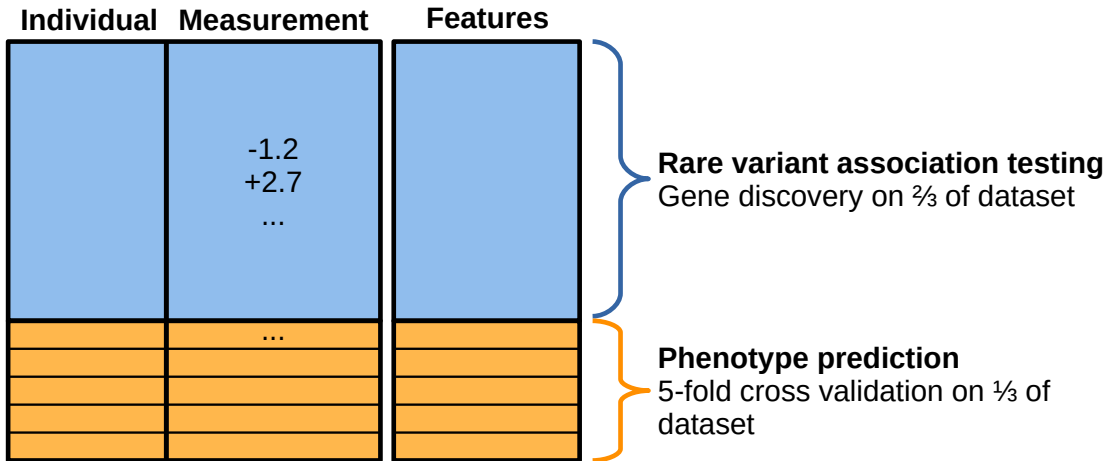 Individual Measurement Features
-1.2
+2.7
...
Rare variant association testing
Gene discovery on ⅔ of dataset
...
Phenotype prediction
5-fold cross validation on ⅓ of
dataset